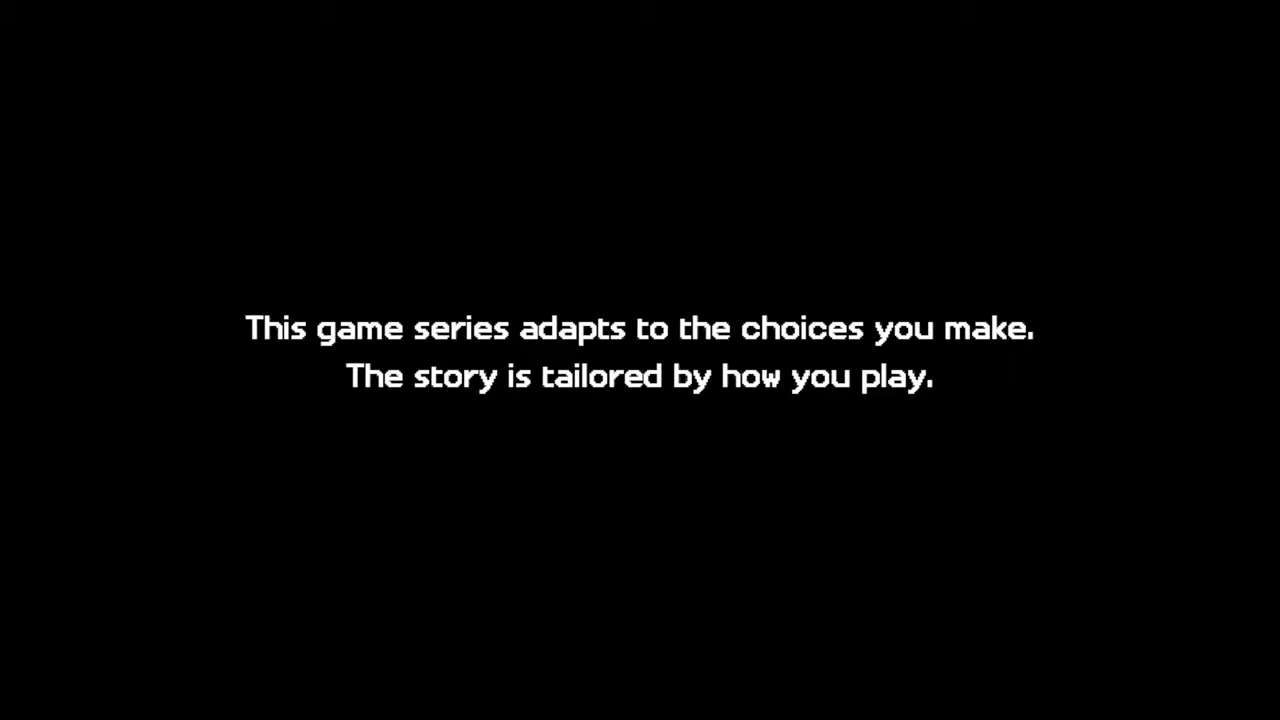 This game series adapts to the choices you make.
The story is tailored by how you play.